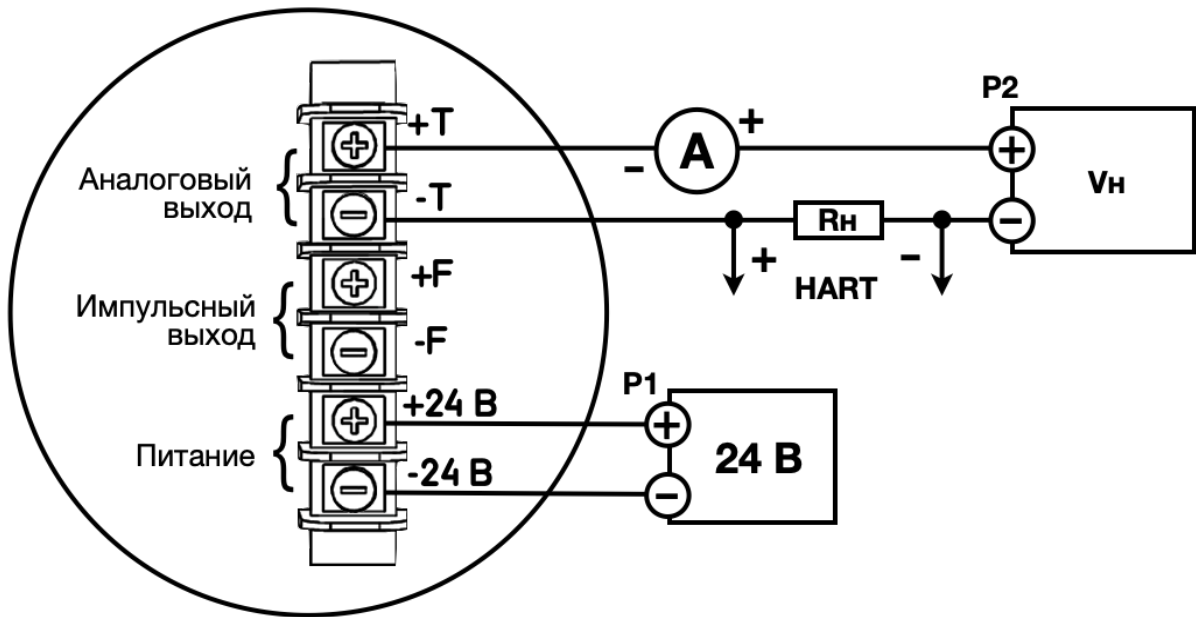 P2
+T
A
+
−
+
Vн
Аналоговый
выход
-T
−
Rн
+
−
HART
+F
Импульсный
выход
-F
P1
+24 В
+
24 В
Питание
-24 В
−